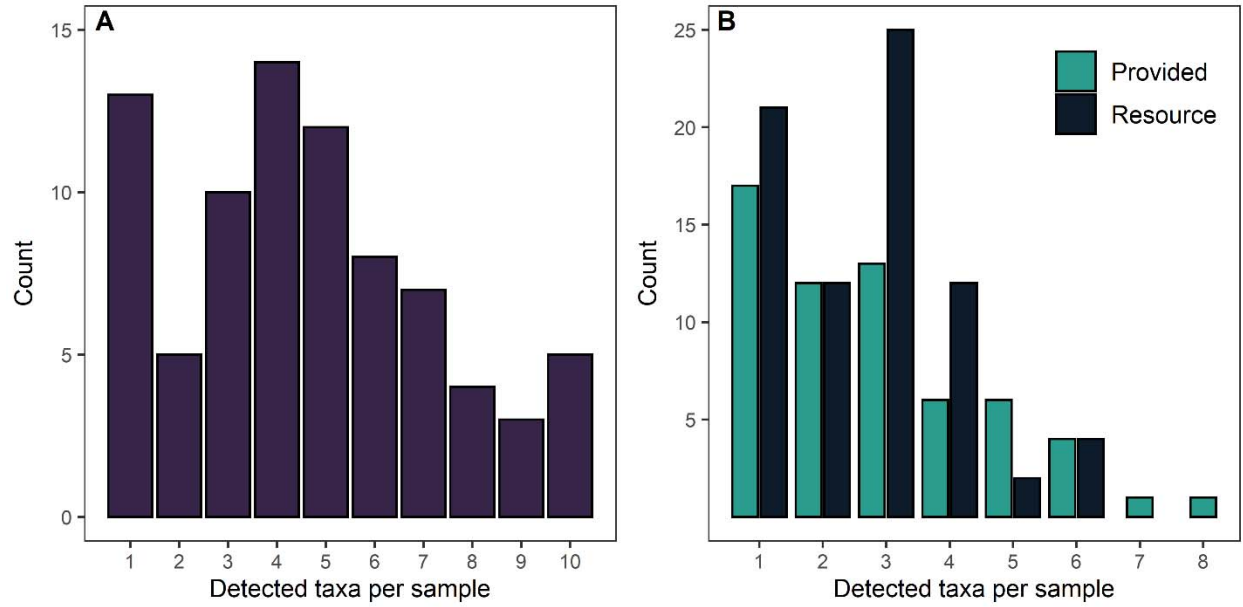 A
15
10
5
0
Count
1 2 3 4 5 6 7 8 9 10
Detected taxa per sample
B
25
20
15
10
5
Count
Provided
Resource
1 2 3 4 5 6 7 8
Detected taxa per sample